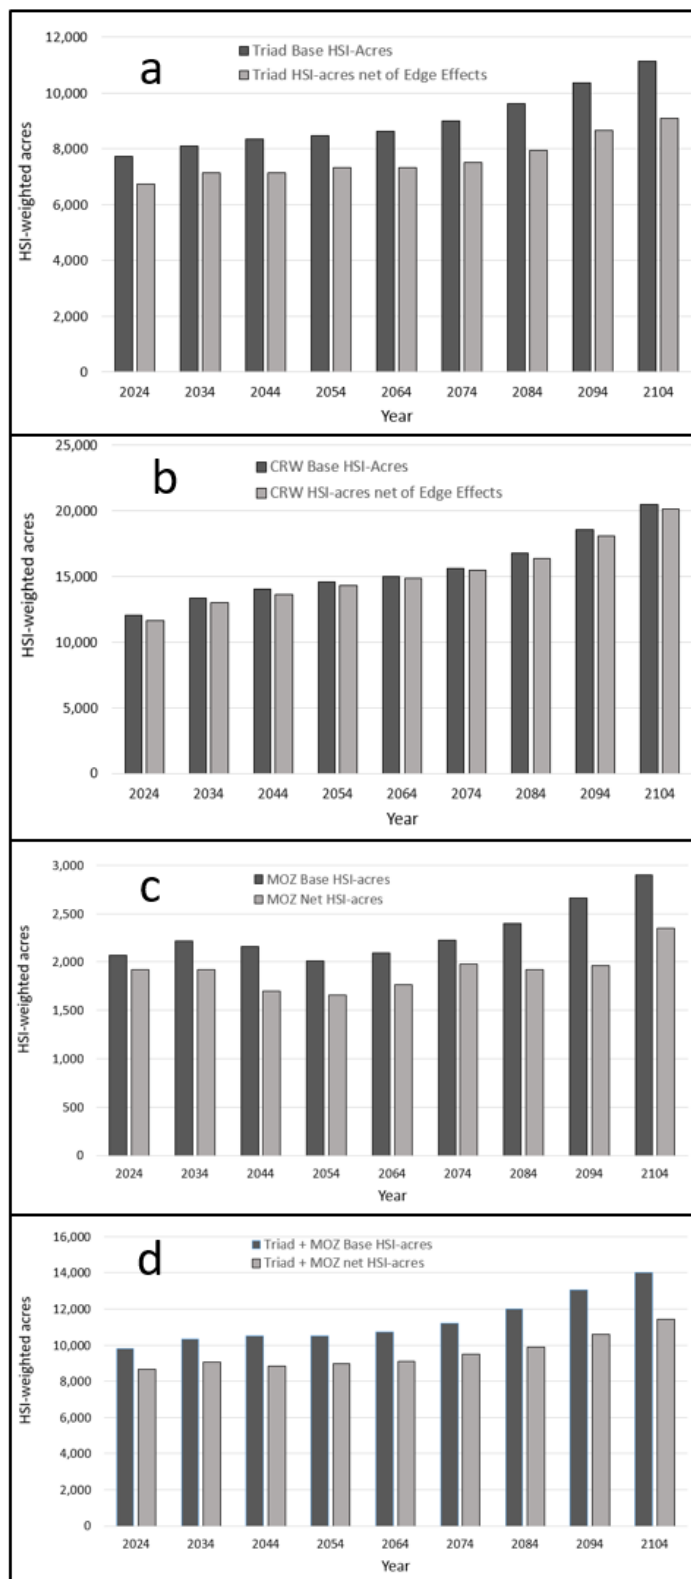 a
Triad Base HSI-Acres
Triad HSI-acres net of Edge Effects
HSI-weighted acres
12,000
10,000
8,000
6,000
4,000
2,000
0
2024 2034 2044 2054 2064 2074 2084 2094 2104
Year
b
CRW Base HSI-Acres
CRW HSI-acres net of Edge Effects
HSI-weighted acres
25,000
20,000
15,000
10,000
5,000
0
2024 2034 2044 2054 2064 2074 2084 2094 2104
Year
c
MOZ Base HSI-acres
MOZ Net HSI-acres
HSI-weighted acres
3,000
2,500
2,000
1,500
1,000
500
0
2024 2034 2044 2054 2064 2074 2084 2094 2104
Year
d
Triad + MOZ Base HSI-acres
Triad + MOZ net HSI-acres
HSI-weighted acres
16,000
14,000
12,000
10,000
8,000
6,000
4,000
2,000
0
2024 2034 2044 2054 2064 2074 2084 2094 2104
Year